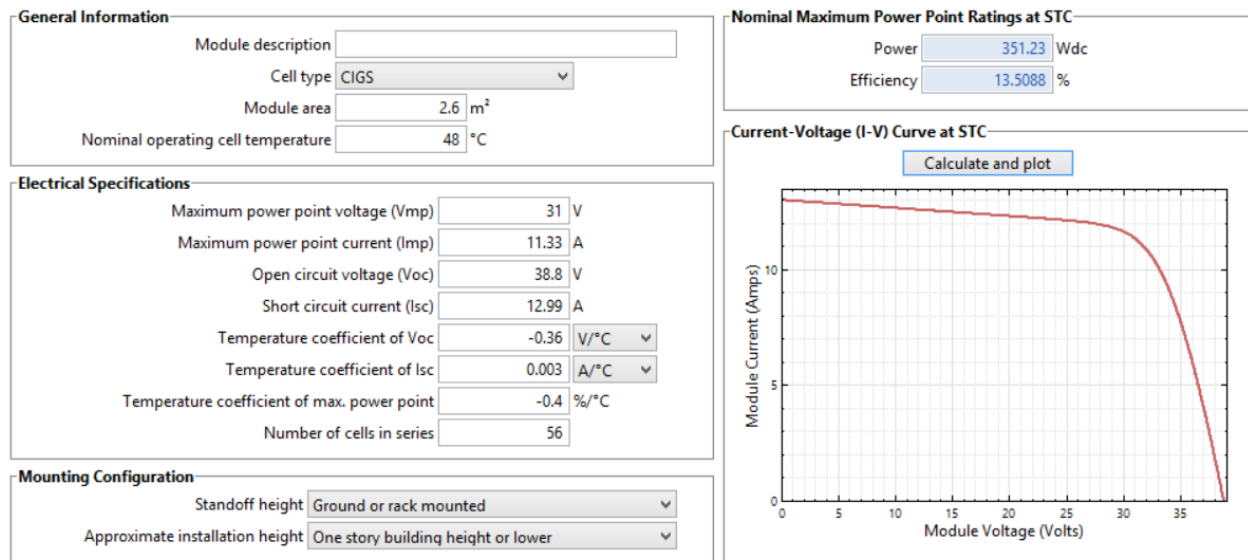 General Information
Module description
Cell type CIGS
Module area 2.6 m²
Nominal operating cell temperature 48 °C
Electrical Specifications
Maximum power point voltage (Vmp) 31 V
Maximum power point current (Imp) 11.33 A
Open circuit voltage (Voc) 38.8 V
Short circuit current (Isc) 12.99 A
Temperature coefficient of Voc -0.36 V/°C
Temperature coefficient of Isc 0.003 A/°C
Temperature coefficient of max. power point -0.4 %/°C
Number of cells in series 56
Mounting Configuration
Standoff height Ground or rack mounted
Approximate installation height One story building height or lower
Nominal Maximum Power Point Ratings at STC
Power 351.23 Wdc
Efficiency 13.5088 %
Current-Voltage (I-V) Curve at STC
Calculate and plot
Module Current (Amps)
10
5
0
0 5 10 15 20 25 30 35
Module Voltage (Volts)